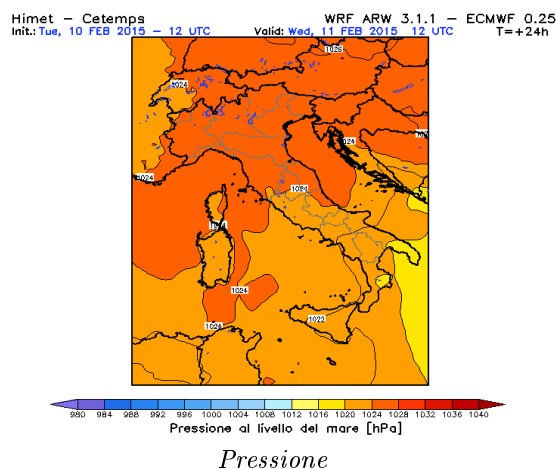 Himet – Cetemps WRF ARW 3.1.1 – ECMWF 0.25
Init.: Tue, 10 FEB 2015 – 12 UTC Valid: Wed, 11 FEB 2015 12 UTC T=+24h
1028
1024
1024
1024
1024
1024
1024
1022
980 984 988 992 996 1000 1004 1008 1012 1016 1020 1024 1028 1032 1036 1040
Pressione al livello del mare [hPa]
Pressione